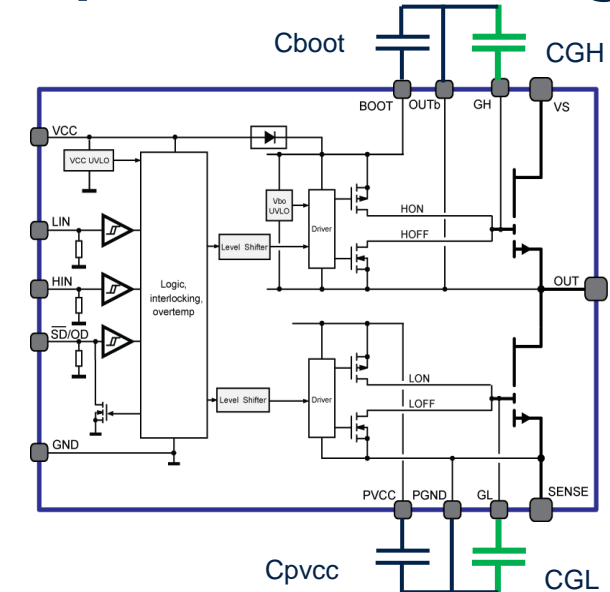 Cboot
CGH
BOOT
OUTb
GH
VS
VCC
VCC UVLO
Vbo
UVLO
Driver
HON
HOFF
LIN
Level Shifter
HIN
Logic,
interlocking,
overtemp
OUT
SD/OD
Level Shifter
Driver
LON
LOFF
GND
PVCC
PGND
GL
SENSE
Cpvcc
CGL